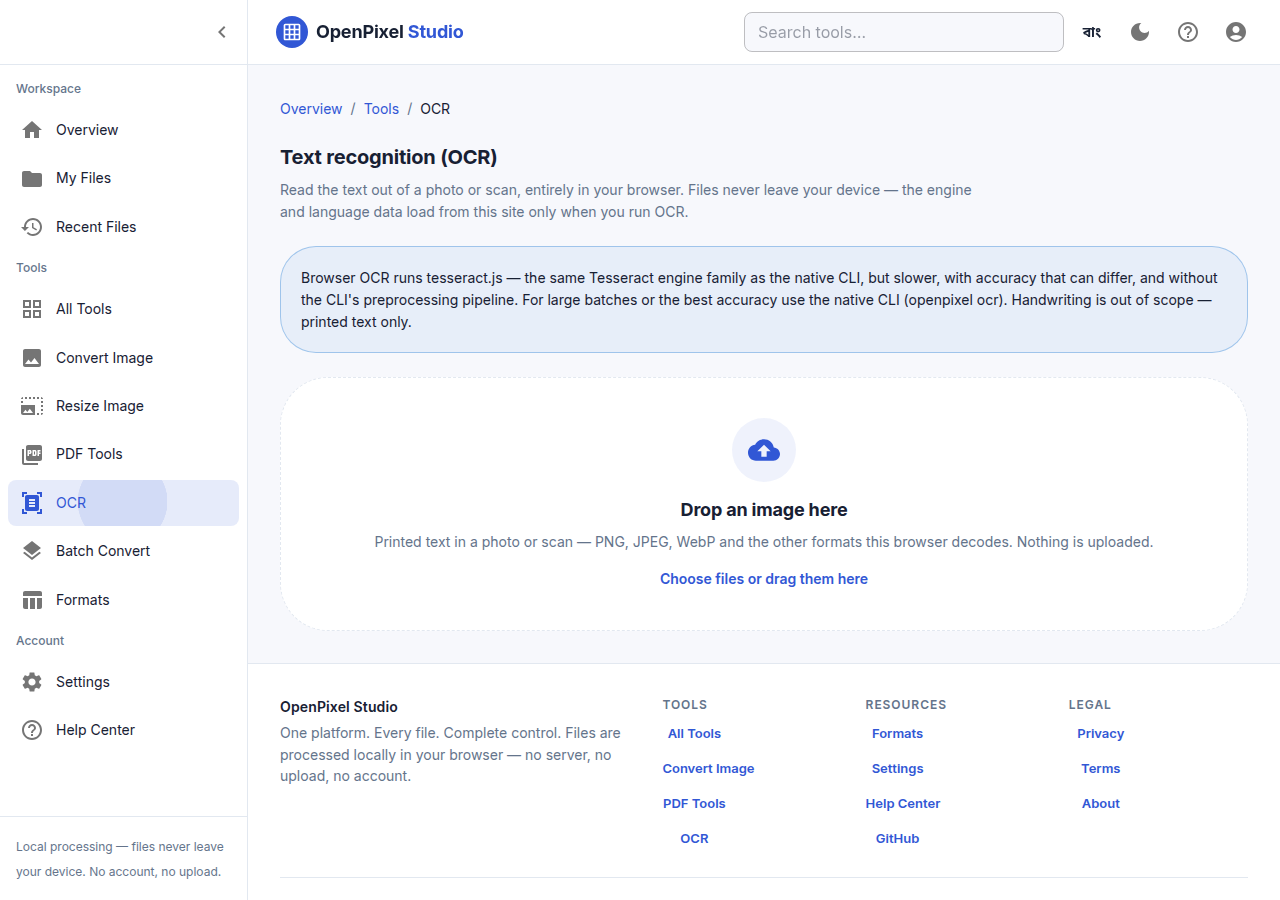 OpenPixel Studio
Search tools...
বাং
Workspace
Overview
My Files
Recent Files
Tools
All Tools
Convert Image
Resize Image
PDF Tools
OCR
Batch Convert
Formats
Account
Settings
Help Center
Local processing — files never leave
your device. No account, no upload.
Overview / Tools / OCR
Text recognition (OCR)
Read the text out of a photo or scan, entirely in your browser. Files never leave your device — the engine
and language data load from this site only when you run OCR.
Browser OCR runs tesseract.js — the same Tesseract engine family as the native CLI, but slower, with accuracy that can differ, and without
the CLI's preprocessing pipeline. For large batches or the best accuracy use the native CLI (openpixel ocr). Handwriting is out of scope —
printed text only.
Drop an image here
Printed text in a photo or scan — PNG, JPEG, WebP and the other formats this browser decodes. Nothing is uploaded.
Choose files or drag them here
OpenPixel Studio
One platform. Every file. Complete control. Files are
processed locally in your browser — no server, no
upload, no account.
TOOLS
All Tools
Convert Image
PDF Tools
OCR
RESOURCES
Formats
Settings
Help Center
GitHub
LEGAL
Privacy
Terms
About